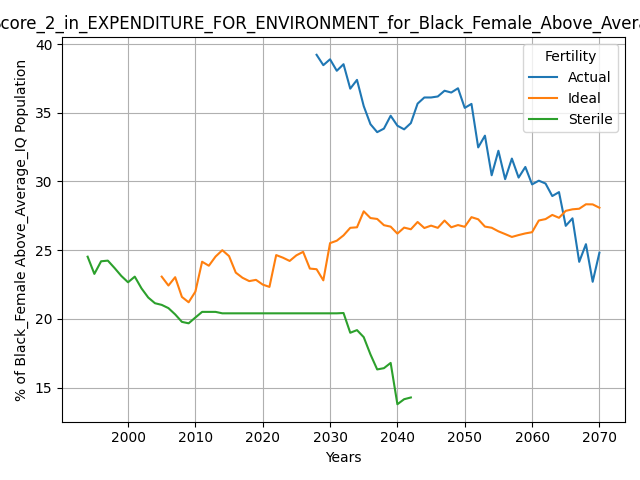 core_2_in_EXPENDITURE_FOR_ENVIRONMENT_for_Black_Female_Above_Avera
% of Black_Female Above_Average_IQ Population
40
35
30
25
20
15
Fertility
Actual
Ideal
Sterile
2000 2010 2020 2030 2040 2050 2060 2070
Years